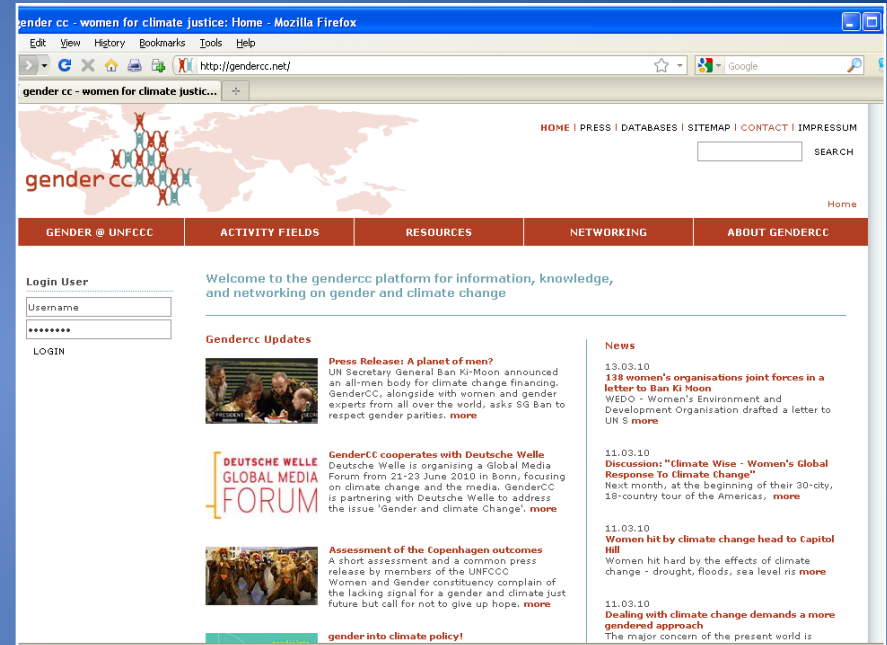 gender cc - women for climate justice: Home - Mozilla Firefox
Edit View History Bookmarks Tools Help
http://gendercc.net/
Google
gender cc - women for climate justic...
HOME | PRESS | DATABASES | SITEMAP | CONTACT | IMPRESSUM
SEARCH
gender cc
Home
GENDER @ UNFCCC
ACTIVITY FIELDS
RESOURCES
NETWORKING
ABOUT GENDERCC
Login User
Username
••••••••
LOGIN
Welcome to the gendercc platform for information, knowledge,
and networking on gender and climate change
Gendercc Updates
PRESIDENT
SECR
Press Release: A planet of men?
UN Secretary General Ban Ki-Moon announced
an all-men body for climate change financing.
GenderCC, alongside with women and gender
experts from all over the world, asks SG Ban to
respect gender parities. more
DEUTSCHE WELLE
GLOBAL MEDIA
FORUM
GenderCC cooperates with Deutsche Welle
Deutsche Welle is organising a Global Media
Forum from 21-23 June 2010 in Bonn, focusing
on climate change and the media. GenderCC
is partnering with Deutsche Welle to address
the issue 'Gender and climate Change'. more
Assessment of the Copenhagen outcomes
A short assessment and a common press
release by members of the UNFCCC
Women and Gender constituency complain of
the lacking signal for a gender and climate just
future but call for not to give up hope. more
gender into climate policy!
News
13.03.10
138 women's organisations joint forces in a
letter to Ban Ki Moon
WEDO - Women's Environment and
Development Organisation drafted a letter to
UN S more
11.03.10
Discussion: "Climate Wise - Women's Global
Response To Climate Change"
Next month, at the beginning of their 30-city,
18-country tour of the Americas, more
11.03.10
Women hit by climate change head to Capitol
Hill
Women hit hard by the effects of climate
change - drought, floods, sea level ris more
11.03.10
Dealing with climate change demands a more
gendered approach
The major concern of the present world is